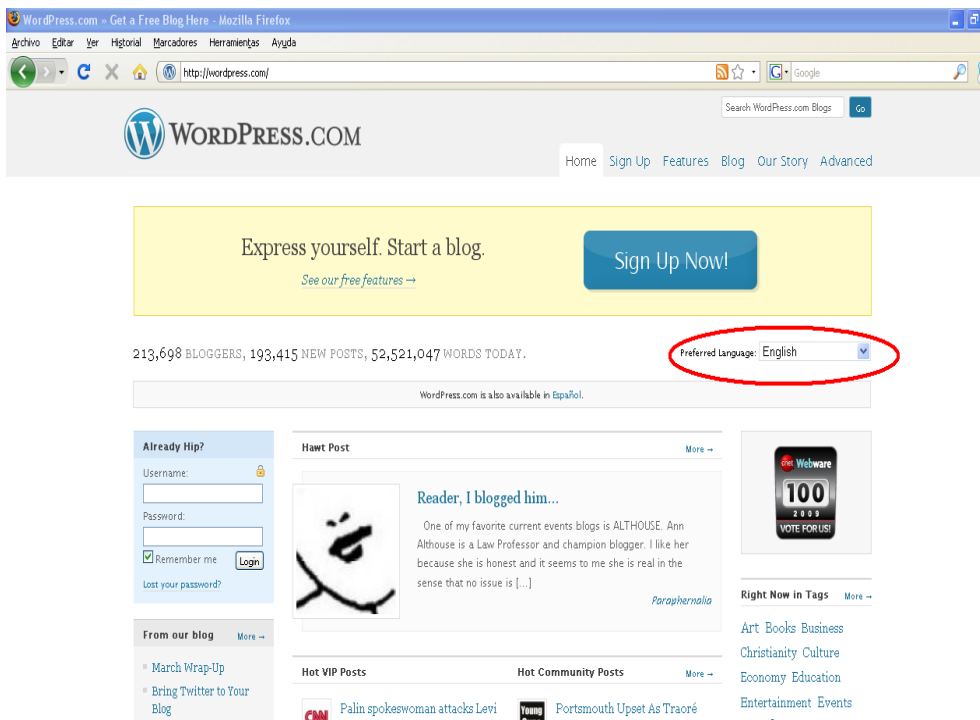 WordPress.com » Get a Free Blog Here - Mozilla Firefox
Archivo Editar Ver Historial Marcadores Herramientas Ayuda
http://wordpress.com/
Google
Search WordPress.com Blogs Go
WORDPRESS.COM
Home Sign Up Features Blog Our Story Advanced
Express yourself. Start a blog.
See our free features →
Sign Up Now!
213,698 BLOGGERS, 193,415 NEW POSTS, 52,521,047 WORDS TODAY.
Preferred Language: English
WordPress.com is also available in Español.
Already Hip?
Username:
Password:
Remember me Login
Lost your password?
From our blog More →
March Wrap-Up
Bring Twitter to Your
Blog
Hawt Post More →
Reader, I blogged him...
One of my favorite current events blogs is ALTHOUSE. Ann
Althouse is a Law Professor and champion blogger. I like her
because she is honest and it seems to me she is real in the
sense that no issue is [...]
Paraphernalia
Hot VIP Posts
CNN
Palin spokeswoman attacks Levi
Hot Community Posts More →
Young
Portsmouth Upset As Traoré
cnet Webware
100
2009
VOTE FOR US!
Right Now in Tags More →
Art Books Business
Christianity Culture
Economy Education
Entertainment Events